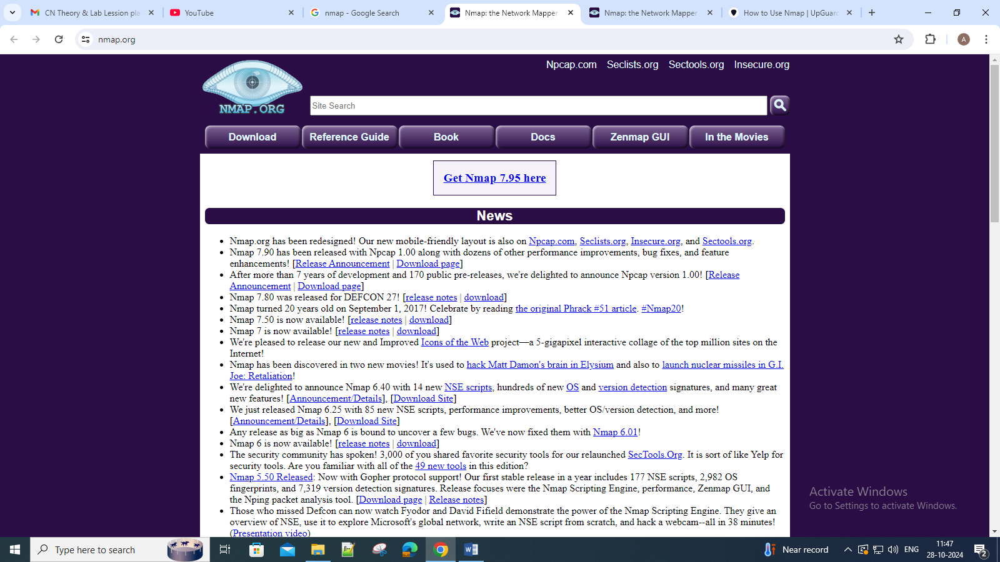 CN Theory & Lab Lession pla
YouTube
nmap - Google Search
Nmap: the Network Mapper
Nmap: the Network Mapper
How to Use Nmap | UpGuard
nmap.org
A
Npcap.com Seclists.org Sectools.org Insecure.org
NMAP.ORG
Site Search
Download Reference Guide Book Docs Zenmap GUI In the Movies
Get Nmap 7.95 here
News
• Nmap.org has been redesigned! Our new mobile-friendly layout is also on Npcap.com, Seclists.org, Insecure.org, and Sectools.org.
• Nmap 7.90 has been released with Npcap 1.00 along with dozens of other performance improvements, bug fixes, and feature
enhancements! [Release Announcement | Download page]
• After more than 7 years of development and 170 public pre-releases, we're delighted to announce Npcap version 1.00! [Release
Announcement | Download page]
• Nmap 7.80 was released for DEFCON 27! [release notes | download]
• Nmap turned 20 years old on September 1, 2017! Celebrate by reading the original Phrack #51 article. #Nmap20!
• Nmap 7.50 is now available! [release notes | download]
• Nmap 7 is now available! [release notes | download]
• We're pleased to release our new and Improved Icons of the Web project—a 5-gigapixel interactive collage of the top million sites on the
Internet!
• Nmap has been discovered in two new movies! It's used to hack Matt Damon's brain in Elysium and also to launch nuclear missiles in G.I.
Joe: Retaliation!
• We're delighted to announce Nmap 6.40 with 14 new NSE scripts, hundreds of new OS and version detection signatures, and many great
new features! [Announcement/Details], [Download Site]
• We just released Nmap 6.25 with 85 new NSE scripts, performance improvements, better OS/version detection, and more!
[Announcement/Details], [Download Site]
• Any release as big as Nmap 6 is bound to uncover a few bugs. We've now fixed them with Nmap 6.01!
• Nmap 6 is now available! [release notes | download]
• The security community has spoken! 3,000 of you shared favorite security tools for our relaunched SecTools.Org. It is sort of like Yelp for
security tools. Are you familiar with all of the 49 new tools in this edition?
• Nmap 5.50 Released: Now with Gopher protocol support! Our first stable release in a year includes 177 NSE scripts, 2,982 OS
fingerprints, and 7,319 version detection signatures. Release focuses were the Nmap Scripting Engine, performance, Zenmap GUI, and
the Nping packet analysis tool. [Download page | Release notes]
• Those who missed Defcon can now watch Fyodor and David Fifield demonstrate the power of the Nmap Scripting Engine. They give an
overview of NSE, use it to explore Microsoft's global network, write an NSE script from scratch, and hack a webcam--all in 38 minutes!
(Presentation video)
Activate Windows
Go to Settings to activate Windows.
Type here to search
Near record
ENG
11:47
28-10-2024
2